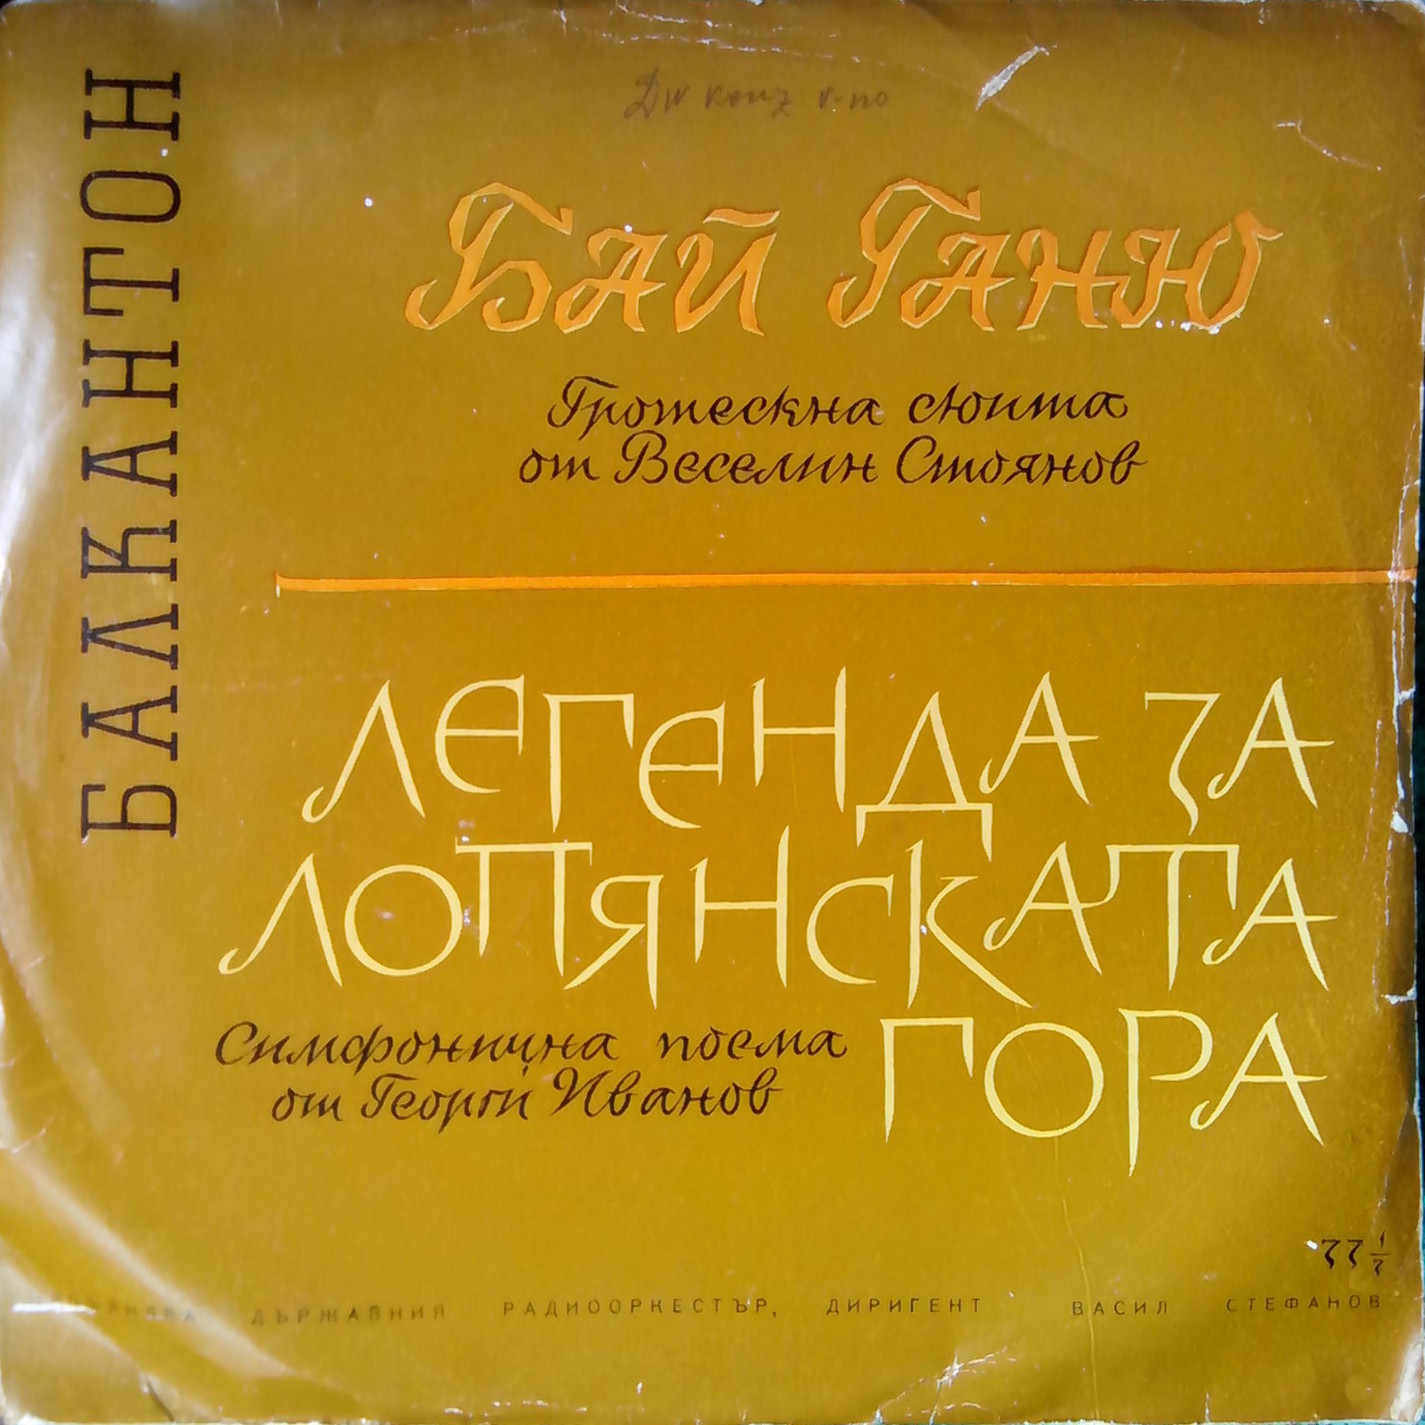 БАЛКАНТОН
БАЙ ГАНЮ
Гротескна сюита
от Веселин Стоянов
ЛЕГЕНДА ЗА
ЛОПЯНСКАТА
ГОРА
Симфонична поема
от Георги Иванов
33 1/3
ДЪРЖАВНИЯ РАДИООРКЕСТЪР, ДИРИГЕНТ ВАСИЛ СТЕФАНОВ